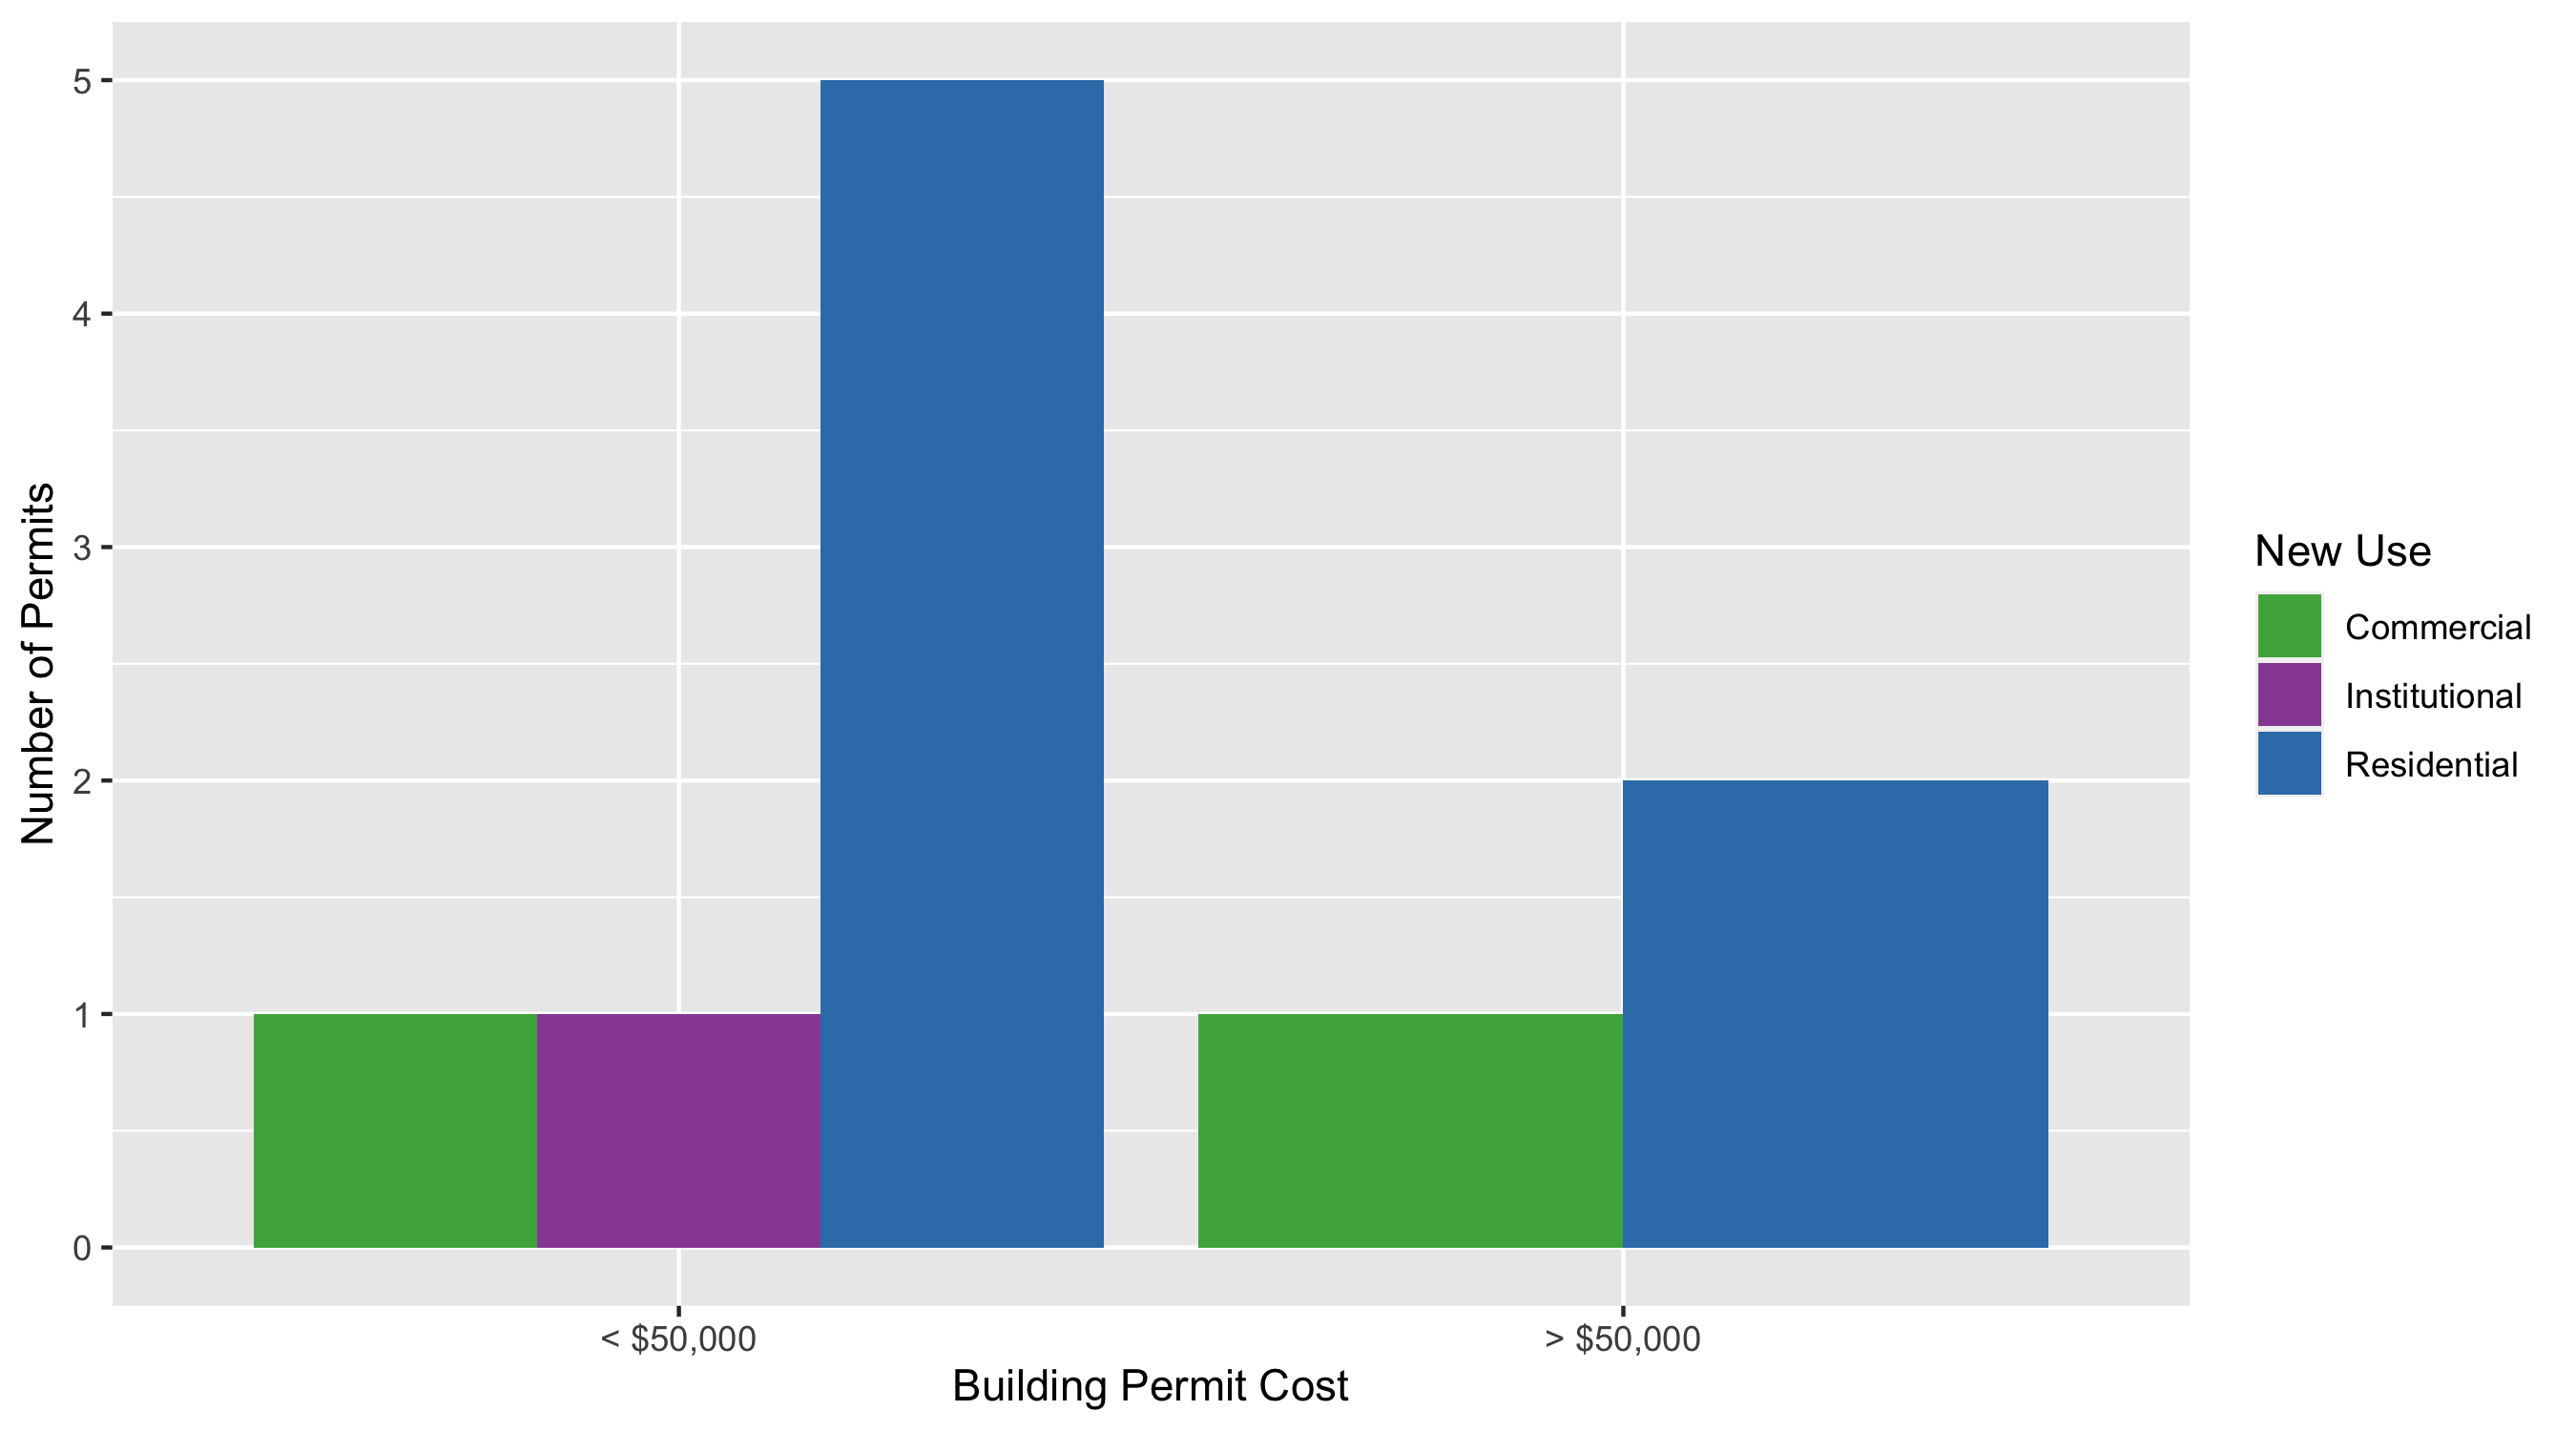 Number of Permits
5
4
3
2
1
0
< $50,000
> $50,000
Building Permit Cost
New Use
Commercial
Institutional
Residential